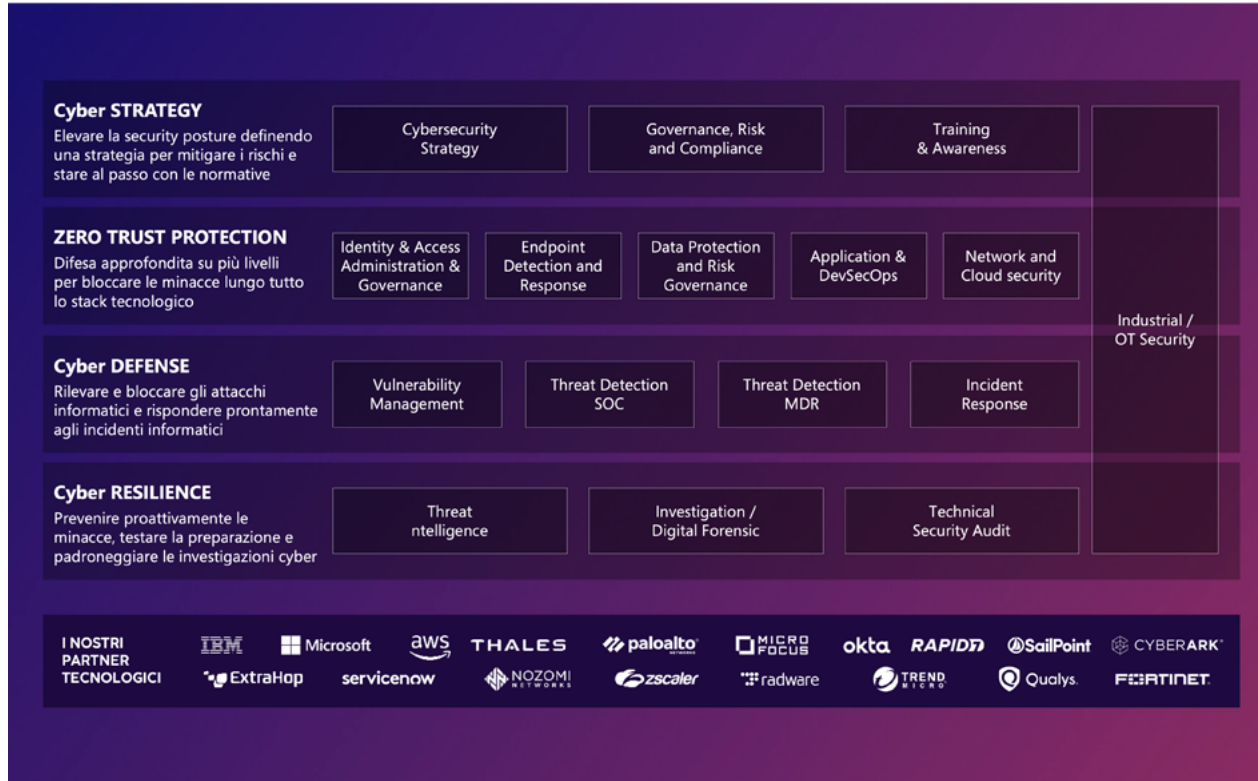 Cyber STRATEGY
Elevare la security posture definendo
una strategia per mitigare i rischi e
stare al passo con le normative
Cybersecurity
Strategy
Governance, Risk
and Compliance
Training
& Awareness
ZERO TRUST PROTECTION
Difesa approfondita su più livelli
per bloccare le minacce lungo tutto
lo stack tecnologico
Identity & Access
Administration &
Governance
Endpoint
Detection and
Response
Data Protection
and Risk
Governance
Application &
DevSecOps
Network and
Cloud security
Industrial /
OT Security
Cyber DEFENSE
Rilevare e bloccare gli attacchi
informatici e rispondere prontamente
agli incidenti informatici
Vulnerability
Management
Threat Detection
SOC
Threat Detection
MDR
Incident
Response
Cyber RESILIENCE
Prevenire proattivamente le
minacce, testare la preparazione e
padroneggiare le investigazioni cyber
Threat
ntelligence
Investigation /
Digital Forensic
Technical
Security Audit
I NOSTRI
PARTNER
TECNOLOGICI
IBM
Microsoft
aws
THALES
paloalto
NETWORKS
MICRO
FOCUS
okta
RAPID7
SailPoint
CYBERARK®
ExtraHop
servicenow
NOZOMI
NETWORKS
zscaler
radware
TREND
MICRO
Qualys.
FORTINET